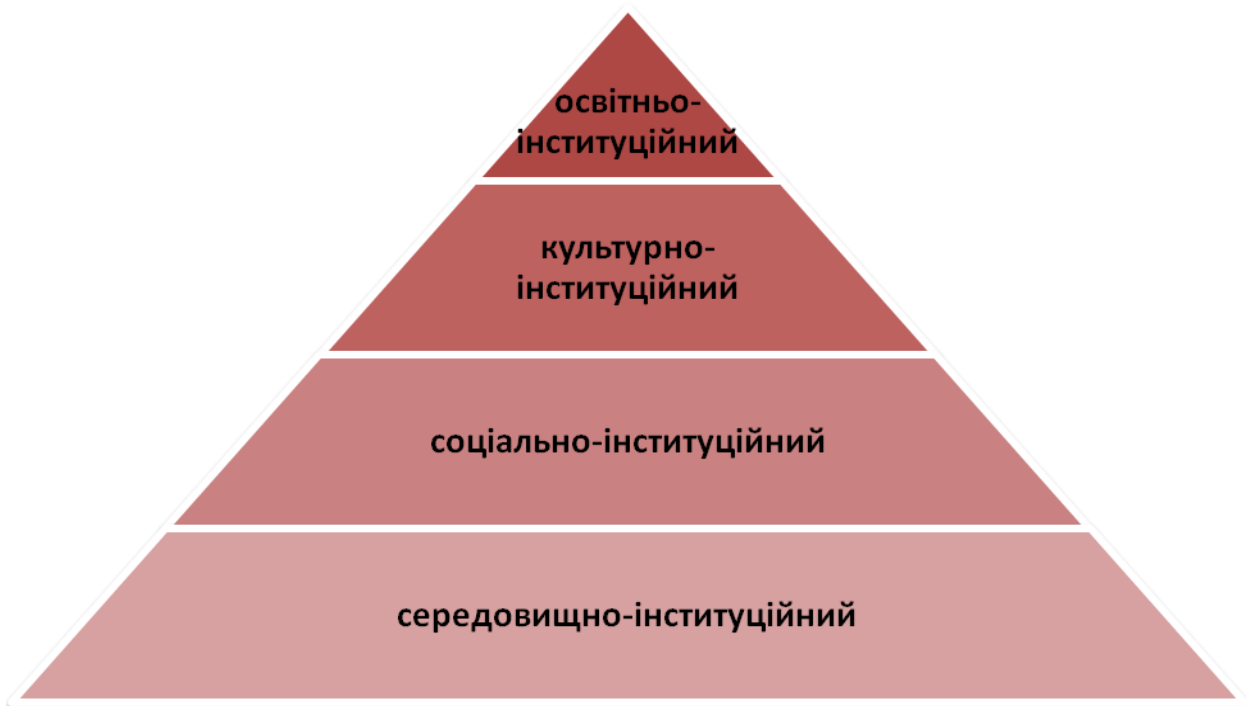 освітньо-
інституційний
культурно-
інституційний
соціально-інституційний
середовищно-інституційний